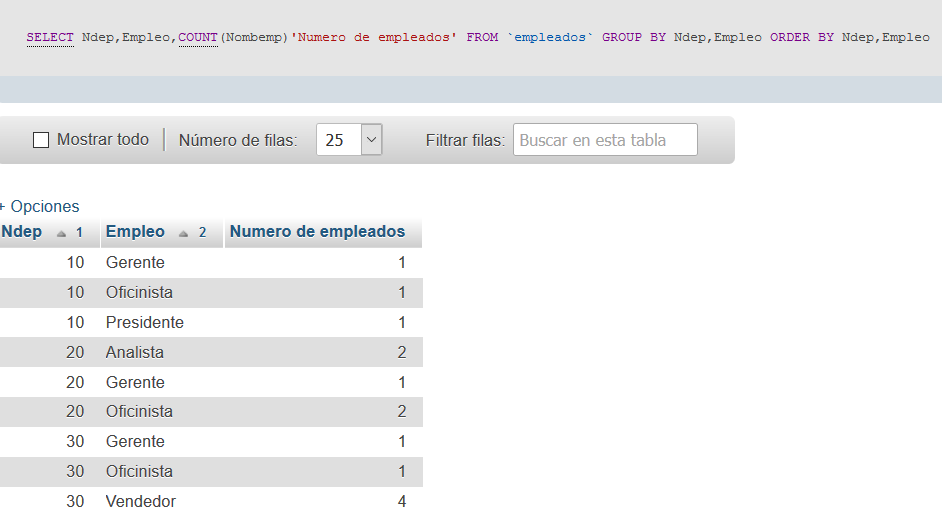 SELECT Ndep,Empleo,COUNT(Nombemp)'Numero de empleados' FROM `empleados` GROUP BY Ndep,Empleo ORDER BY Ndep,Empleo
Mostrar todo Número de filas: 25 Filtrar filas: Buscar en esta tabla
+ Opciones
Ndep 1 Empleo 2 Numero de empleados
10 Gerente 1
10 Oficinista 1
10 Presidente 1
20 Analista 2
20 Gerente 1
20 Oficinista 2
30 Gerente 1
30 Oficinista 1
30 Vendedor 4